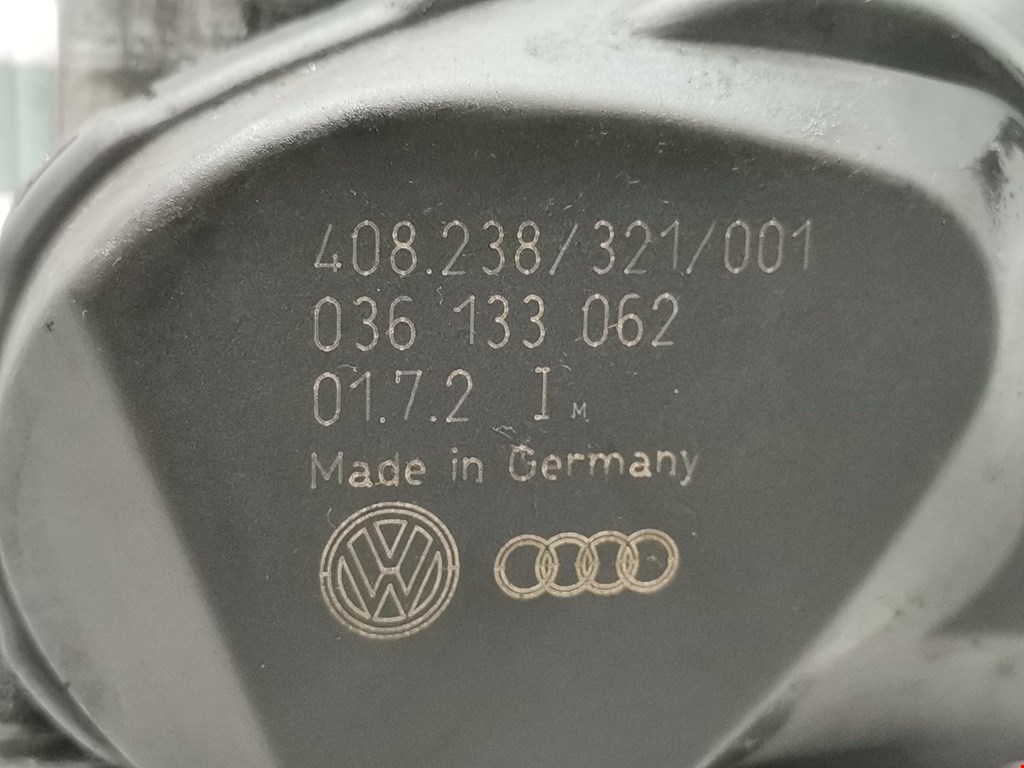 408.238/321/001
036 133 062
01.7.2 I M
Made in Germany